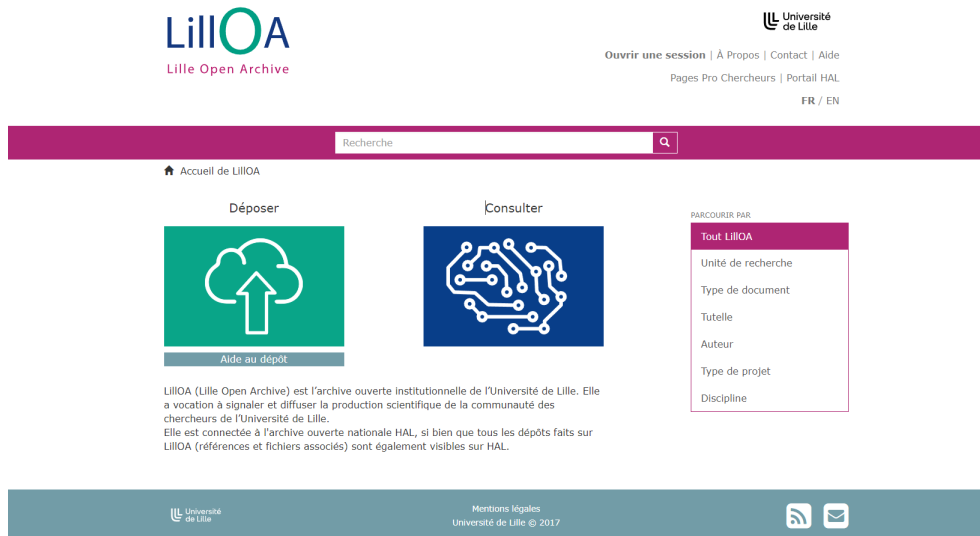 LillOA
Lille Open Archive
Université
de Lille
Ouvrir une session | À Propos | Contact | Aide
Pages Pro Chercheurs | Portail HAL
FR / EN
Recherche
Accueil de LillOA
Déposer
Consulter
Aide au dépôt
LillOA (Lille Open Archive) est l'archive ouverte institutionnelle de l'Université de Lille. Elle
a vocation à signaler et diffuser la production scientifique de la communauté des
chercheurs de l'Université de Lille.
Elle est connectée à l'archive ouverte nationale HAL, si bien que tous les dépôts faits sur
LillOA (références et fichiers associés) sont également visibles sur HAL.
PARCOURIR PAR
Tout LillOA
Unité de recherche
Type de document
Tutelle
Auteur
Type de projet
Discipline
Université
de Lille
Mentions légales
Université de Lille © 2017